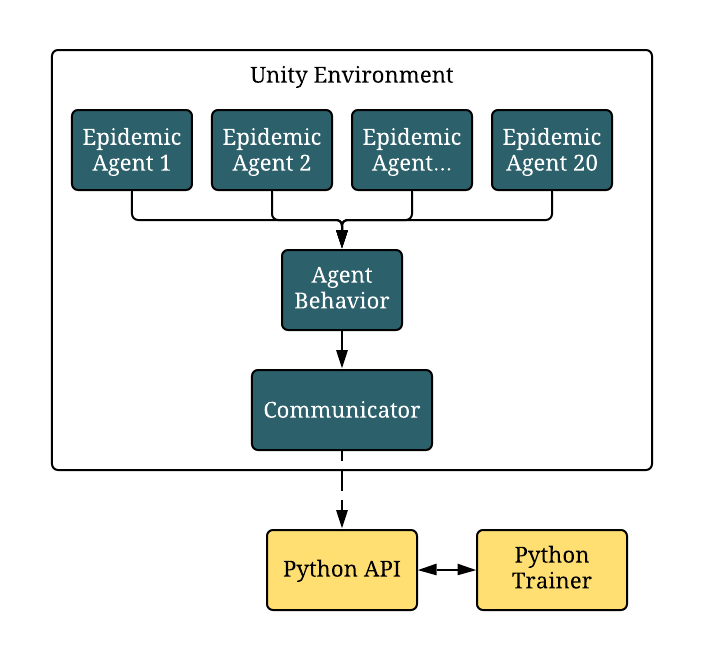 Unity Environment
Epidemic
Agent 1
Epidemic
Agent 2
Epidemic
Agent...
Epidemic
Agent 20
Agent
Behavior
Communicator
Python API
Python
Trainer